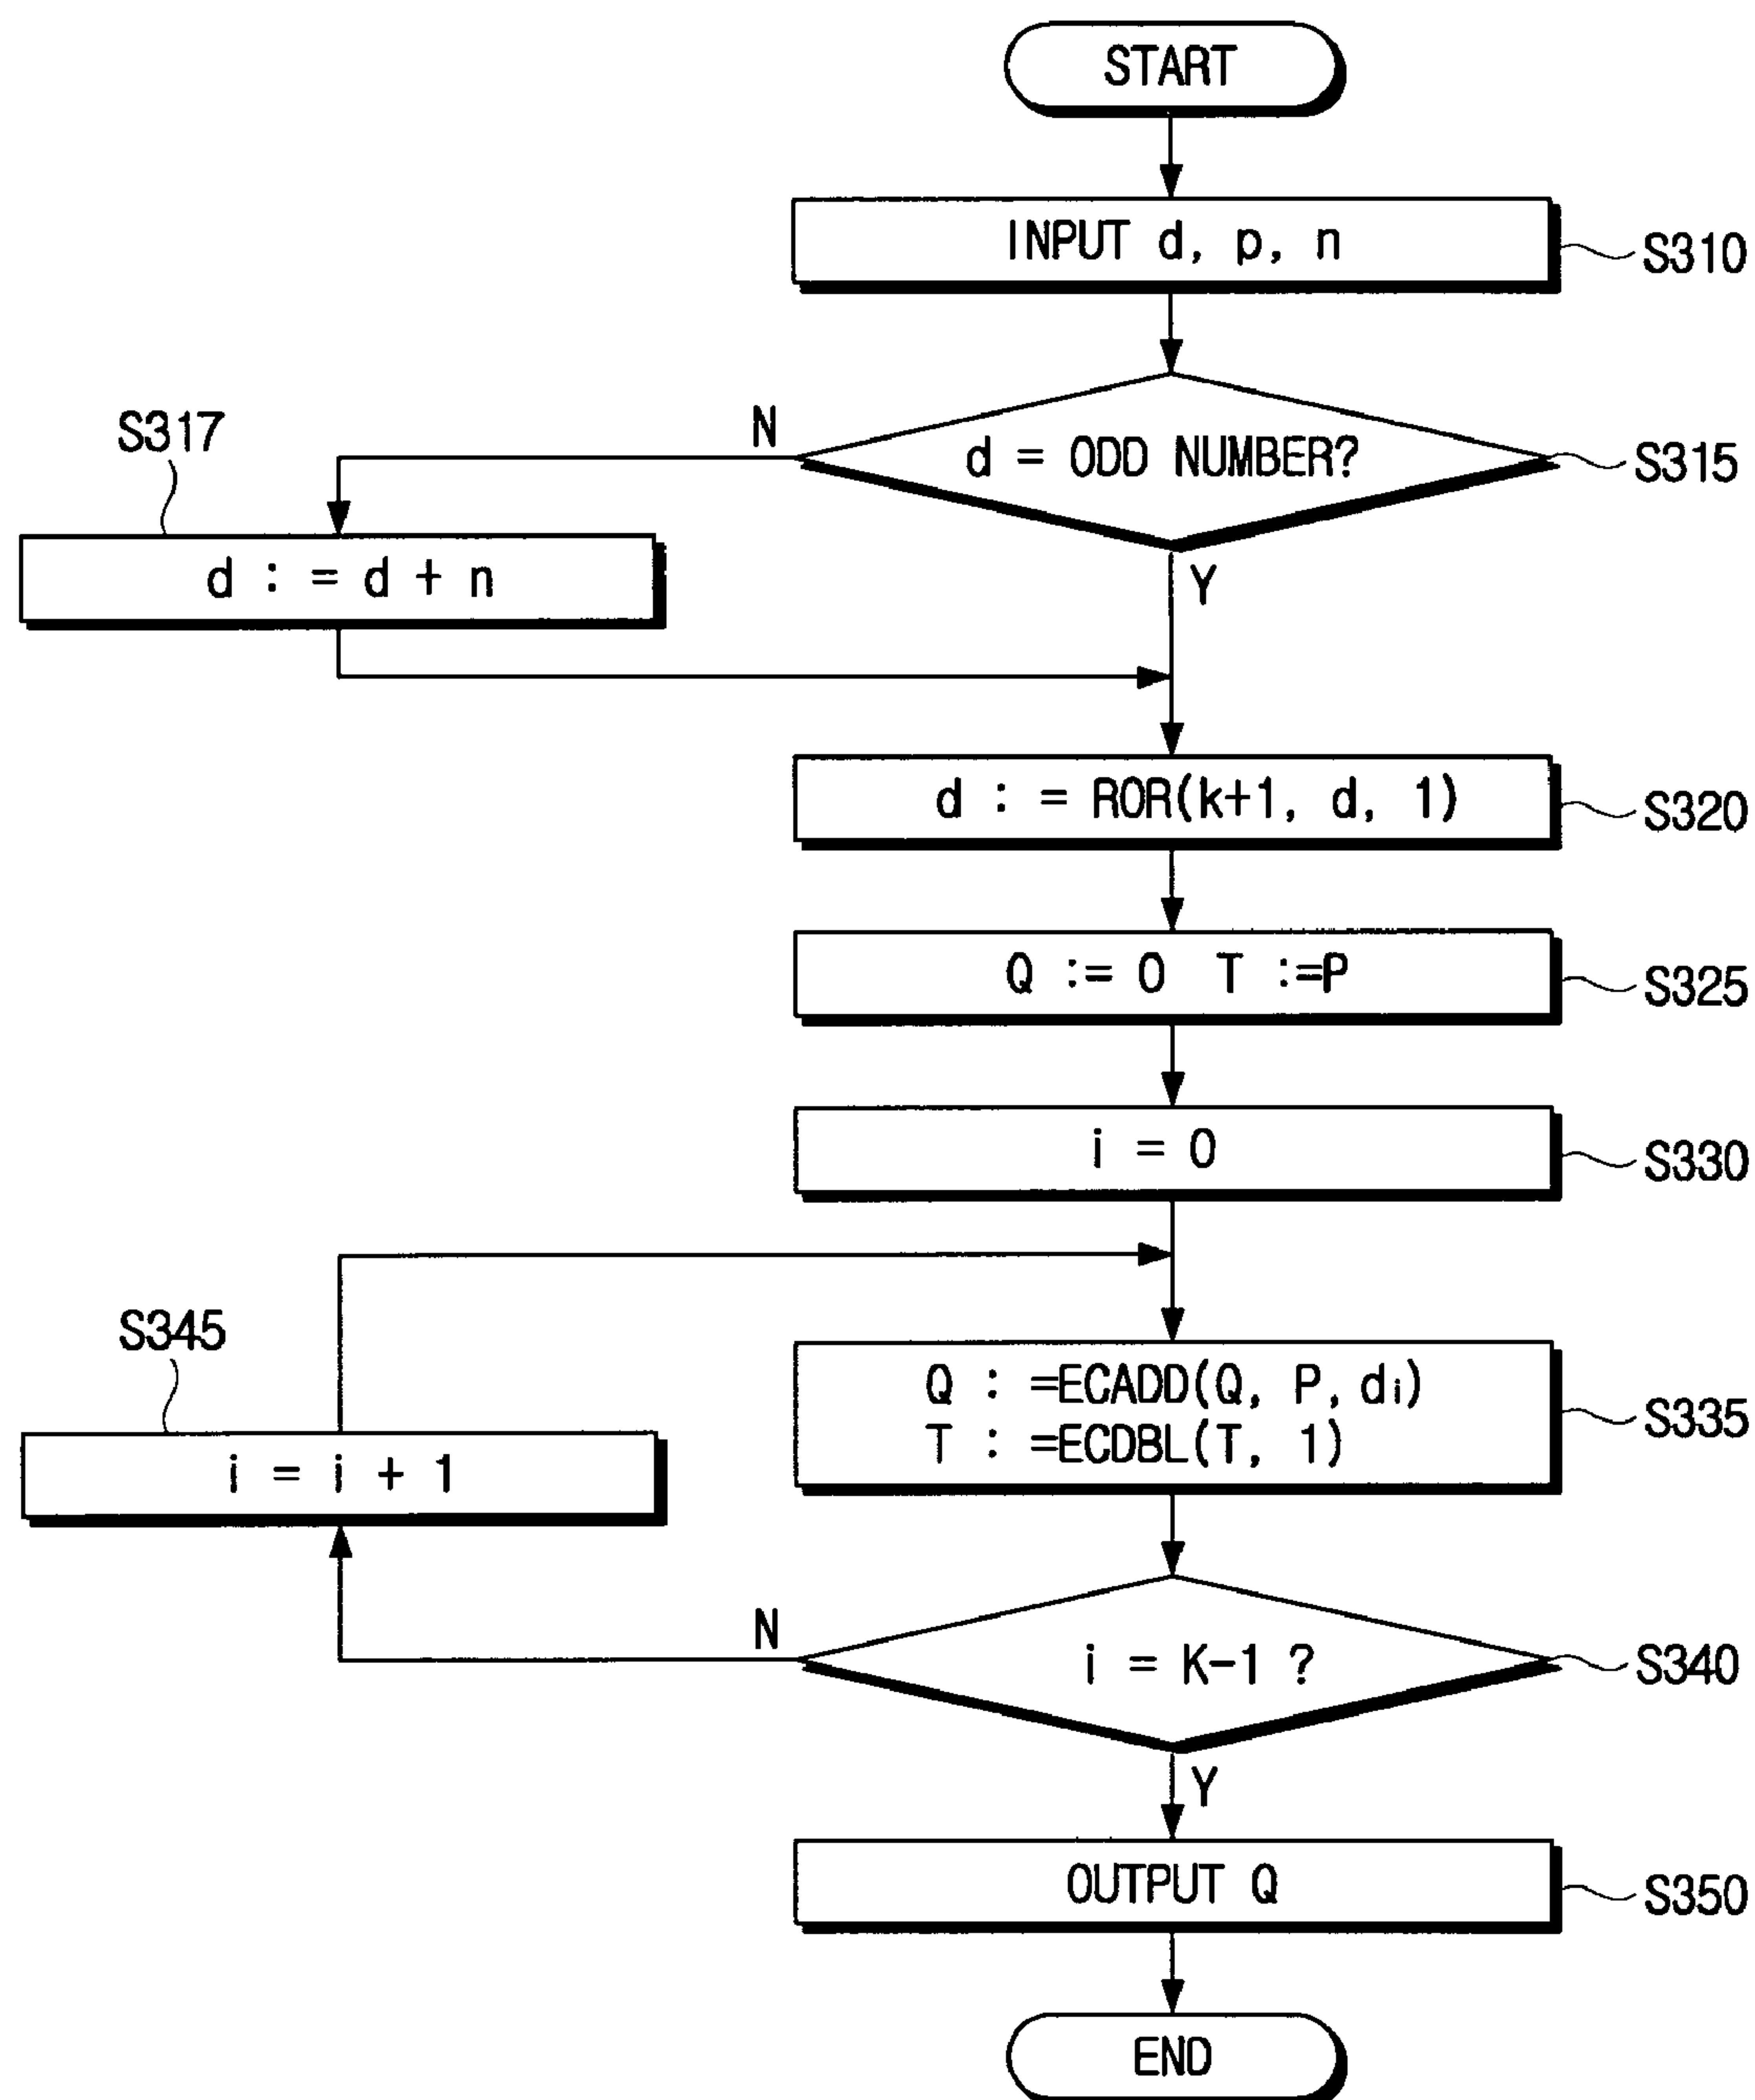 START
INPUT d, p, n
S310
d = ODD NUMBER?
S315
N
S317
d : = d + n
Y
d : = ROR(k+1, d, 1)
S320
Q := 0 T :=P
S325
i = 0
S330
S345
i = i + 1
Q : =ECADD(Q, P, di)
T : =ECDBL(T, 1)
S335
N
i = K-1 ?
S340
Y
OUTPUT Q
S350
END